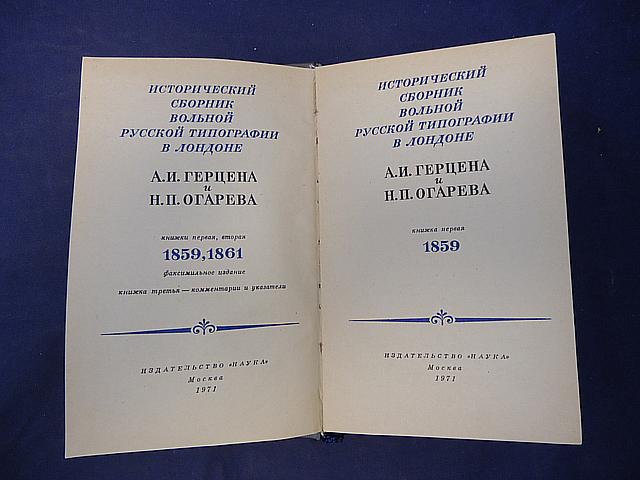 ИСТОРИЧЕСКИЙ
СБОРНИК
ВОЛЬНОЙ
РУССКОЙ ТИПОГРАФИИ
В ЛОНДОНЕ
А.И. ГЕРЦЕНА
и
Н.П. ОГАРЕВА
книжки первая, вторая
1859, 1861
факсимильное издание
книжка третья — комментарии и указатели
ИЗДАТЕЛЬСТВО «НАУКА»
Москва
1971
ИСТОРИЧЕСКИЙ
СБОРНИК
ВОЛЬНОЙ
РУССКОЙ ТИПОГРАФИИ
В ЛОНДОНЕ
А.И. ГЕРЦЕНА
и
Н.П. ОГАРЕВА
книжка первая
1859
ИЗДАТЕЛЬСТВО «НАУКА»
Москва
1971